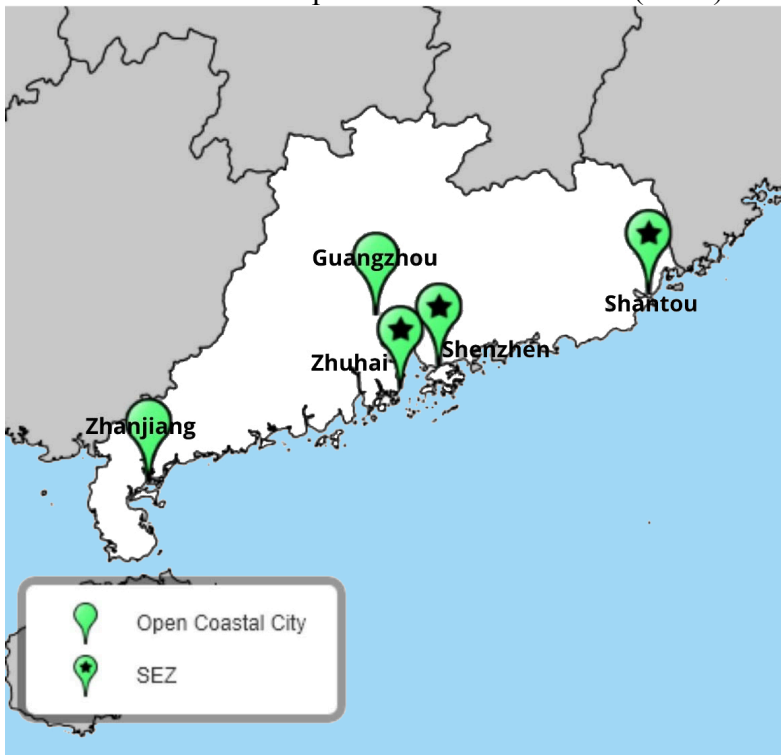 Guangzhou
Shantou
Shenzhen
Zhuhai
Zhanjiang
Open Coastal City
SEZ